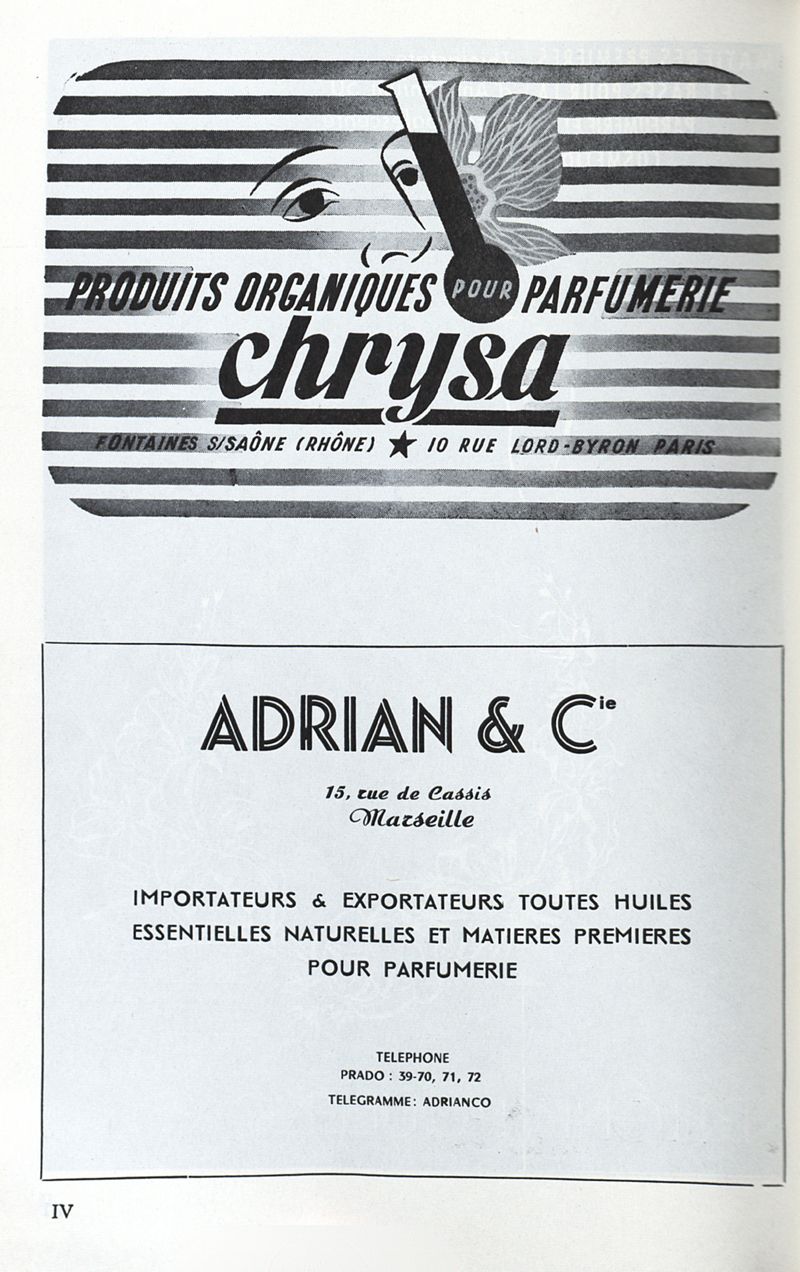 PRODUITS ORGANIQUES POUR PARFUMERIE
chrysa
FONTAINES S/SAÔNE (RHÔNE) ★ 10 RUE LORD-BYRON PARIS
ADRIAN & Cie
15, rue de Cassis
Marseille
IMPORTATEURS & EXPORTATEURS TOUTES HUILES
ESSENTIELLES NATURELLES ET MATIERES PREMIERES
POUR PARFUMERIE
TELEPHONE
PRADO : 39-70, 71, 72
TELEGRAMME : ADRIANCO
IV